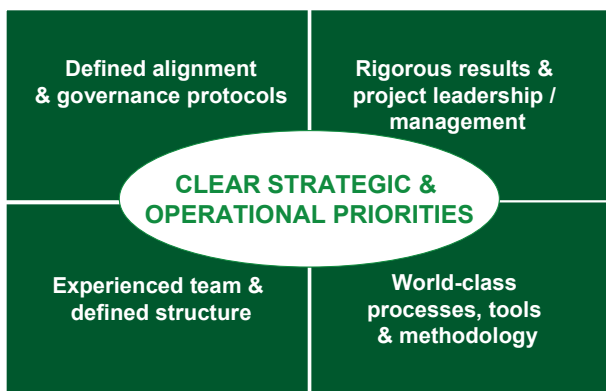 Defined alignment
& governance protocols
Rigorous results &
project leadership /
management
CLEAR STRATEGIC &
OPERATIONAL PRIORITIES
Experienced team &
defined structure
World-class
processes, tools
& methodology